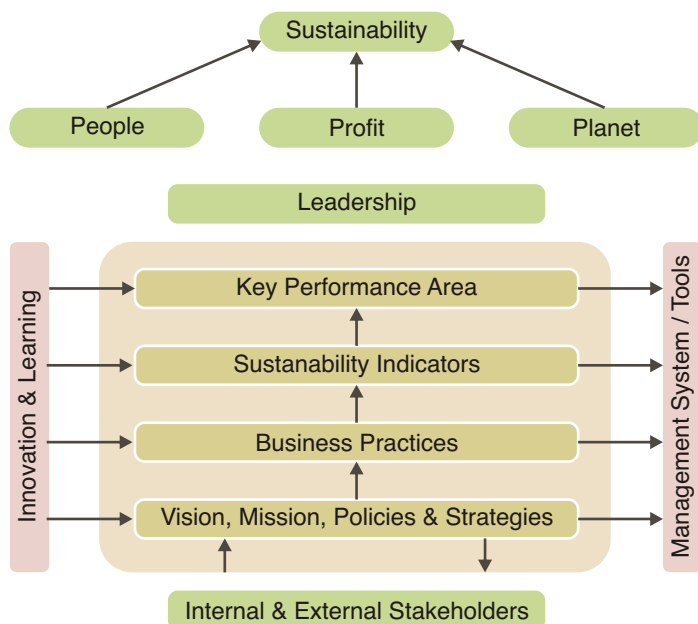 Sustainability
People
Profit
Planet
Leadership
Innovation & Learning
Key Performance Area
Sustanability Indicators
Business Practices
Vision, Mission, Policies & Strategies
Management System / Tools
Internal & External Stakeholders